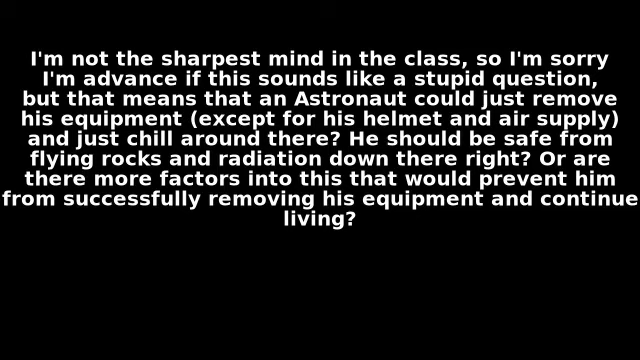 I'm not the sharpest mind in the class, so I'm sorry
I'm advance if this sounds like a stupid question,
but that means that an Astronaut could just remove
his equipment (except for his helmet and air supply)
and just chill around there? He should be safe from
flying rocks and radiation down there right? Or are
there more factors into this that would prevent him
from successfully removing his equipment and continue
living?